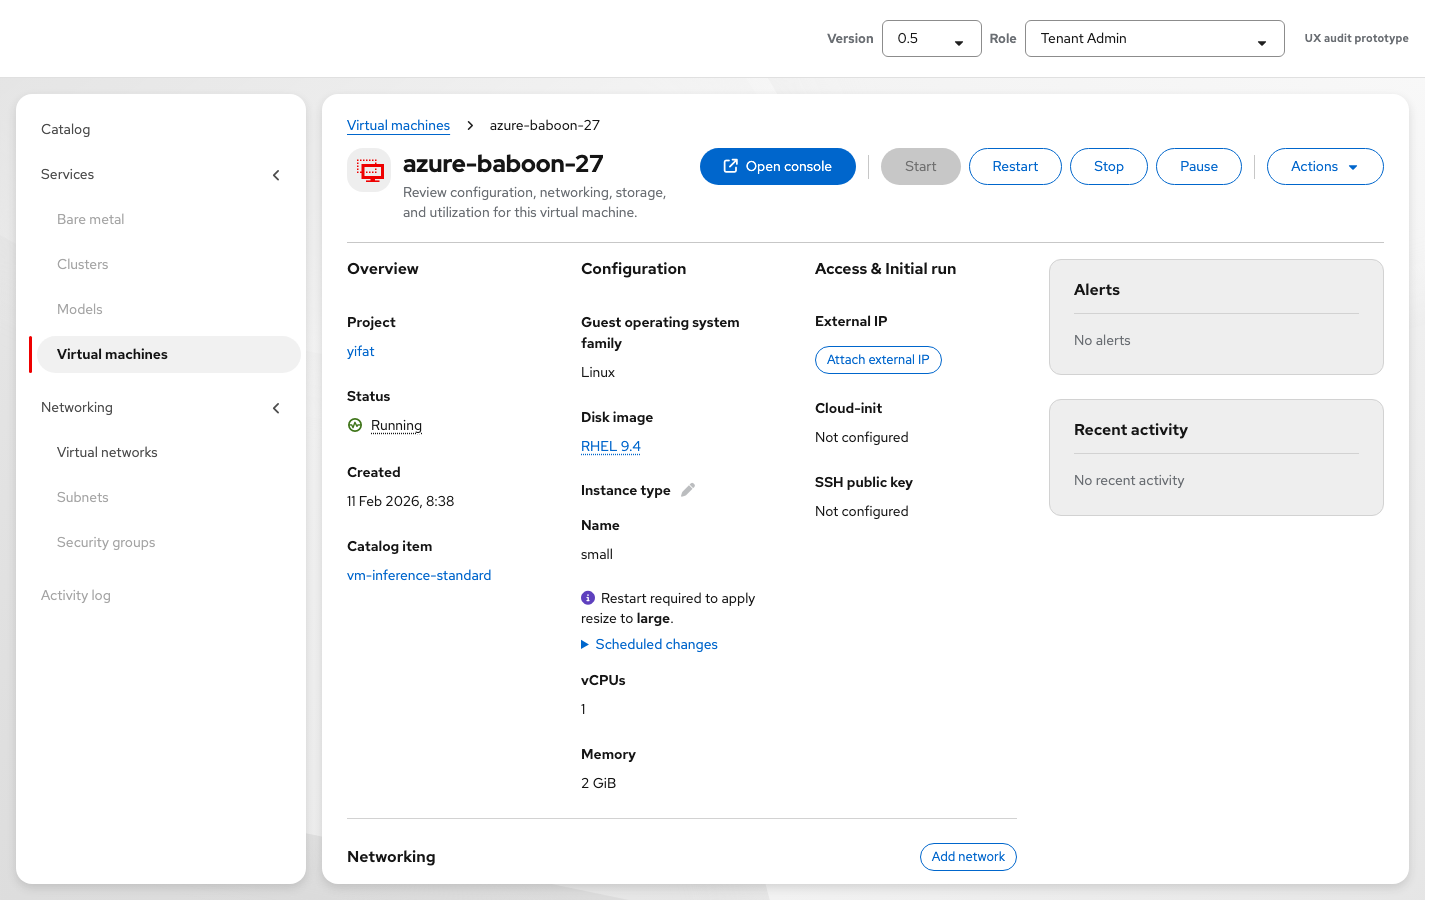 Version
0.5
Role
Tenant Admin
UX audit prototype
Catalog
Services
Bare metal
Clusters
Models
Virtual machines
Networking
Virtual networks
Subnets
Security groups
Activity log
Virtual machines
azure-baboon-27
azure-baboon-27
Review configuration, networking, storage,
and utilization for this virtual machine.
Open console
Start
Restart
Stop
Pause
Actions
Overview
Project
yifat
Status
Running
Created
11 Feb 2026, 8:38
Catalog item
vm-inference-standard
Configuration
Guest operating system
family
Linux
Disk image
RHEL 9.4
Instance type
Name
small
Restart required to apply
resize to large.
Scheduled changes
vCPUs
1
Memory
2 GiB
Access & Initial run
External IP
Attach external IP
Cloud-init
Not configured
SSH public key
Not configured
Alerts
No alerts
Recent activity
No recent activity
Networking
Add network